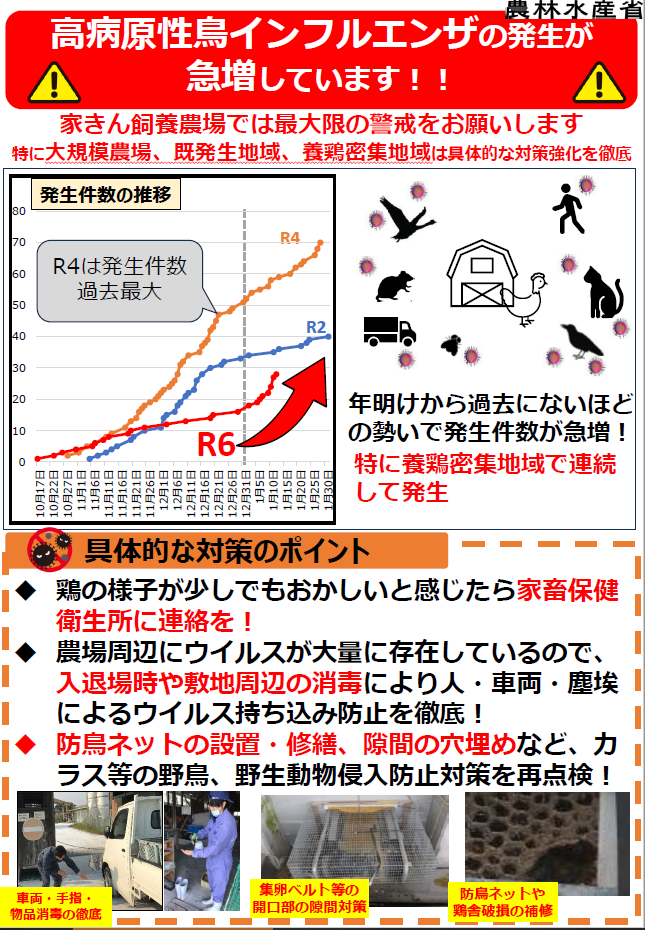 農林水産省
高病原性鳥インフルエンザの発生が
急増しています！！
家きん飼養農場では最大限の警戒をお願いします
特に大規模農場、既発生地域、養鶏密集地域は具体的な対策強化を徹底
発生件数の推移
80
70
60
50
40
30
20
10
0
R4は発生件数
過去最大
R4
R2
R6
10月17日
10月22日
10月27日
11月1日
11月6日
11月11日
11月16日
11月21日
11月26日
12月1日
12月6日
12月11日
12月16日
12月21日
12月26日
12月31日
1月5日
1月10日
1月15日
1月20日
1月25日
1月30日
年明けから過去にないほど
の勢いで発生件数が急増！
特に養鶏密集地域で連続
して発生
具体的な対策のポイント
◆ 鶏の様子が少しでもおかしいと感じたら家畜保健
衛生所に連絡を！
◆ 農場周辺にウイルスが大量に存在しているので、
入退場時や敷地周辺の消毒により人・車両・塵埃
によるウイルス持ち込み防止を徹底！
◆ 防鳥ネットの設置・修繕、隙間の穴埋めなど、カ
ラス等の野鳥、野生動物侵入防止対策を再点検！
車両・手指・
物品消毒の徹底
集卵ベルト等の
開口部の隙間対策
防鳥ネットや
鶏舎破損の補修